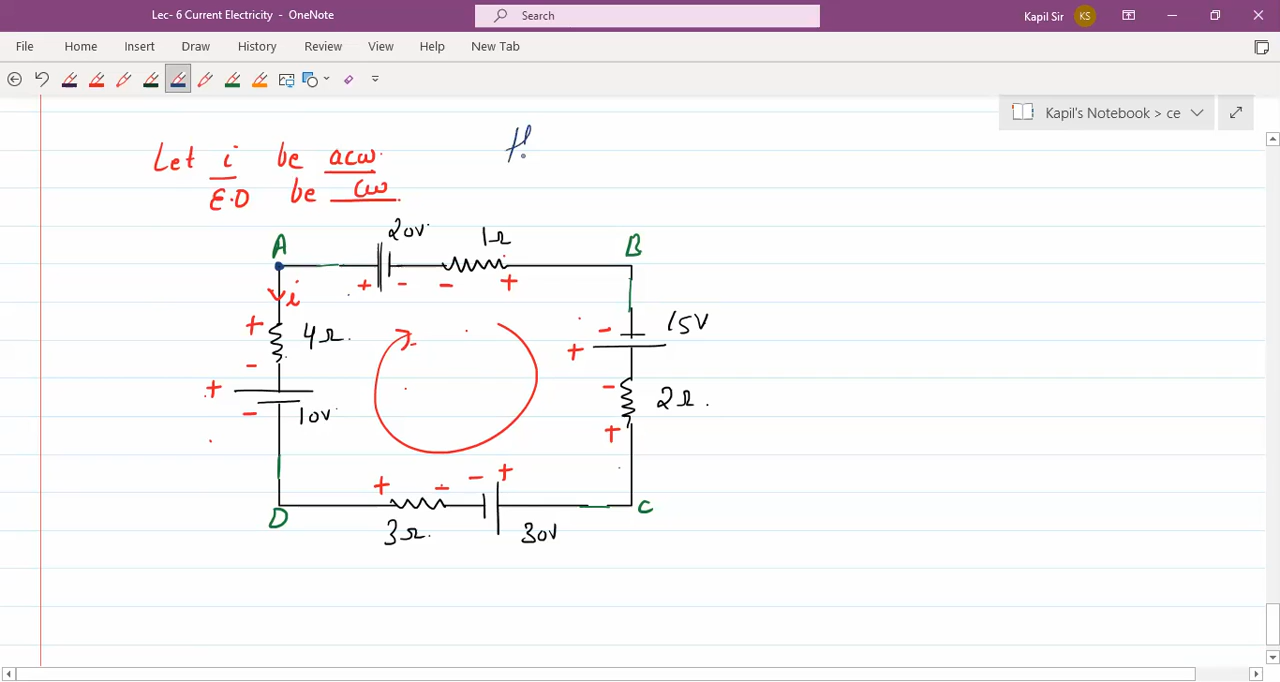 Lec- 6 Current Electricity - OneNote
Search
Kapil Sir KS
File Home Insert Draw History Review View Help New Tab
Kapil's Notebook > ce
Let i be acw
E.D be cw
A
20V
1Ω
B
+ - - +
i
+ 4Ω -
+ 10V -
- 15V +
- 2Ω +
+ - - +
D
3Ω
30V
C